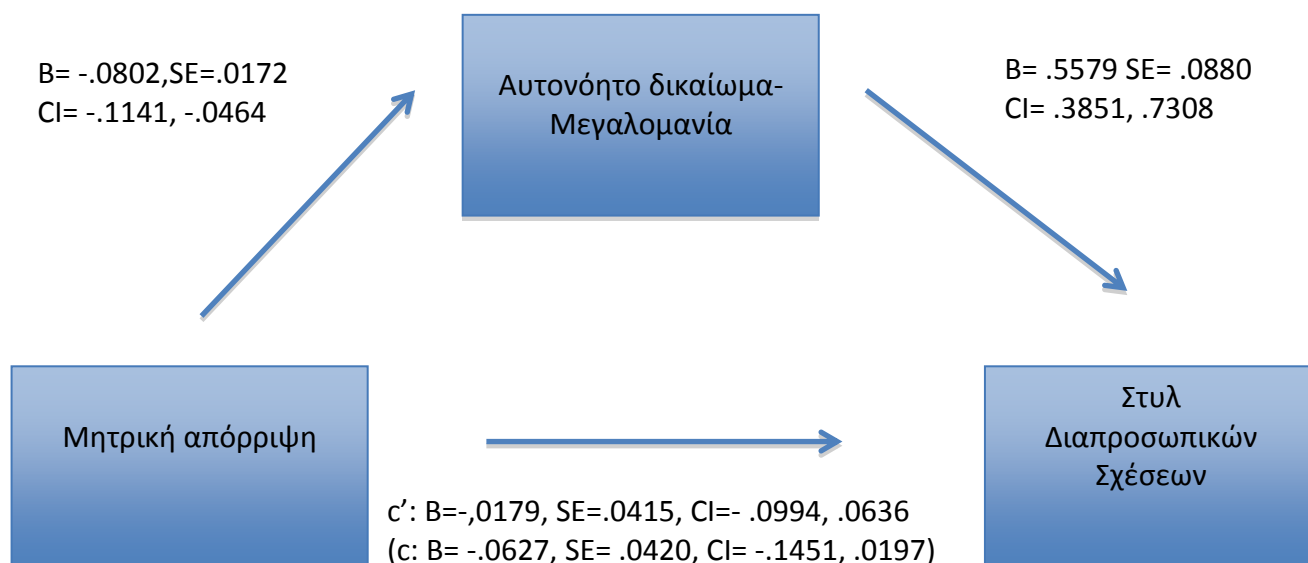 B= -.0802,SE=.0172
CI= -.1141, -.0464
Αυτονόητο δικαίωμα-
Μεγαλομανία
B= .5579 SE= .0880
CI= .3851, .7308
Μητρική απόρριψη
Στυλ
Διαπροσωπικών
Σχέσεων
c’: B=-,0179, SE=.0415, CI=- .0994, .0636
(c: B= -.0627, SE= .0420, CI= -.1451, .0197)